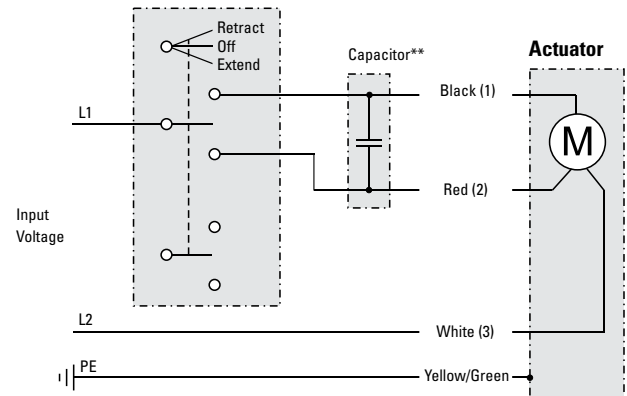 Retract
Off
Extend
Capacitor**
Actuator
L1
Black (1)
M
Red (2)
Input
Voltage
L2
White (3)
PE
Yellow/Green